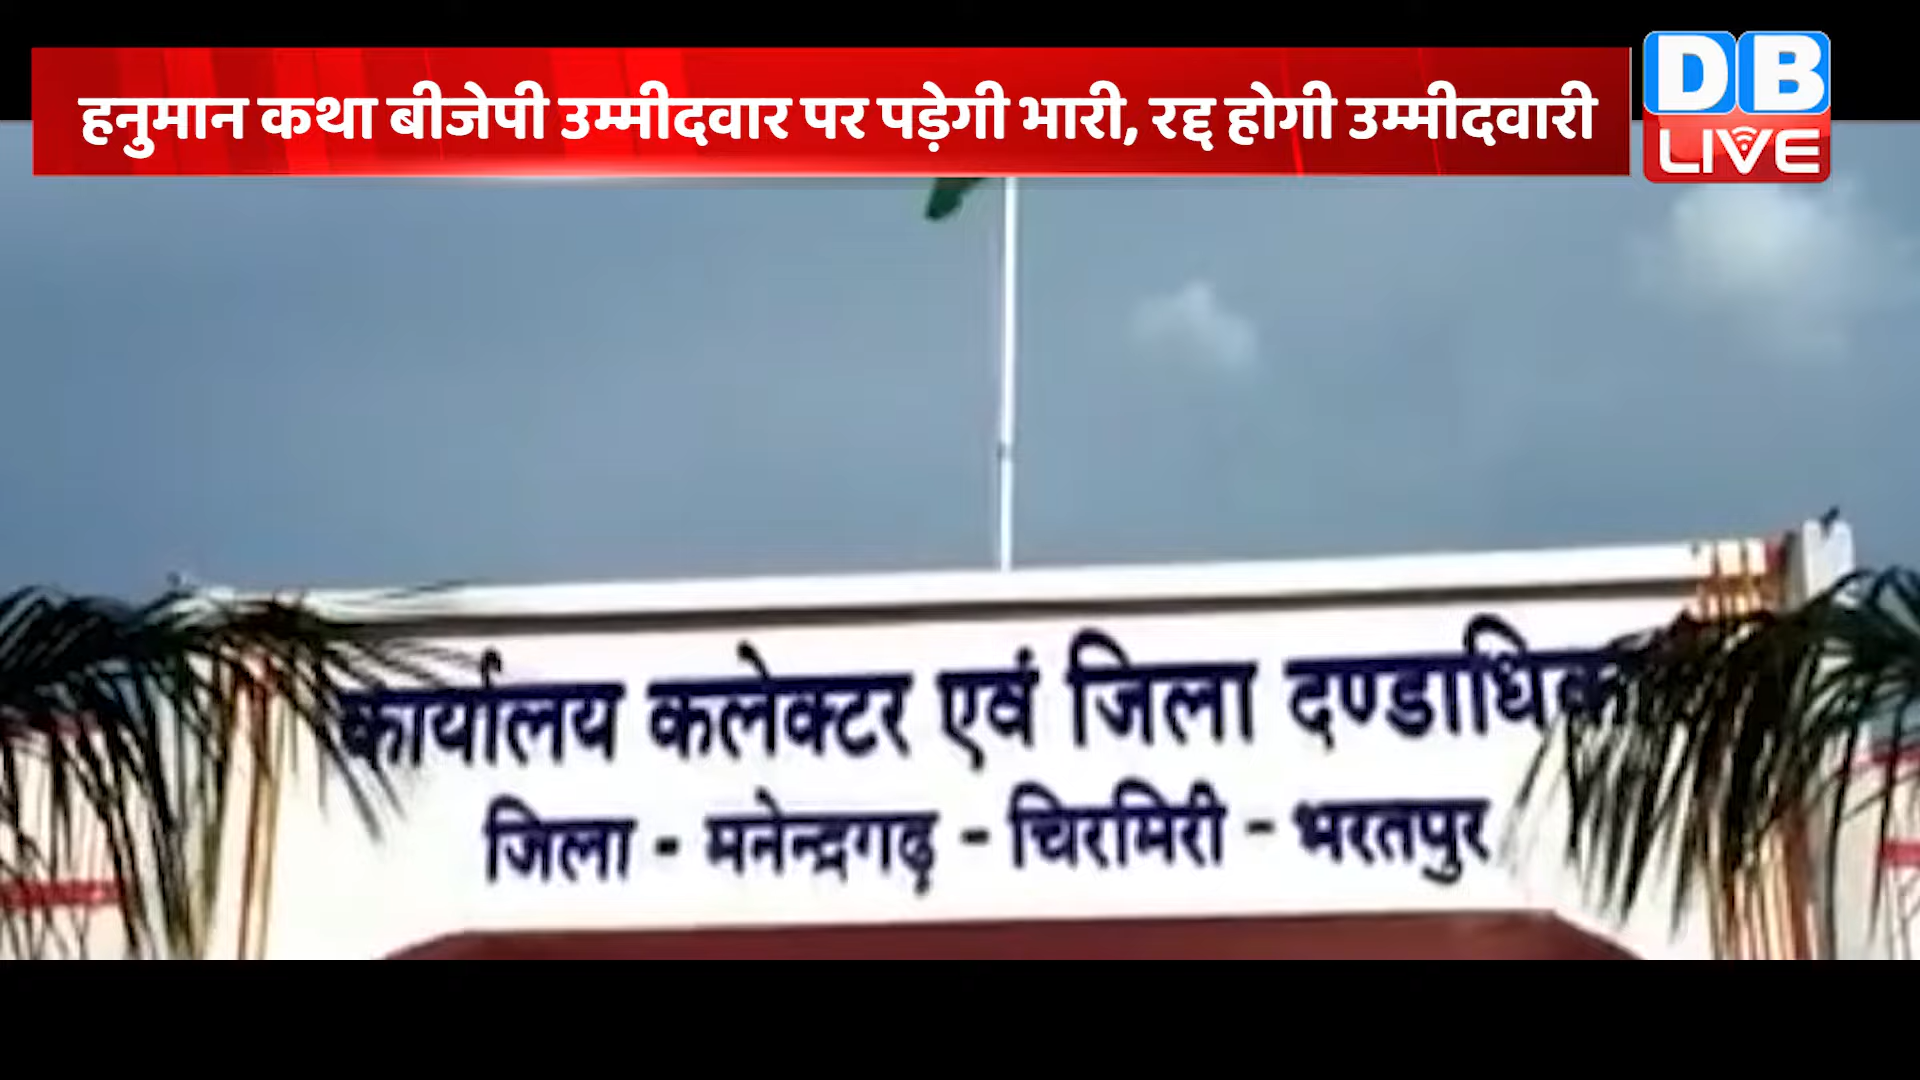 हनुमान कथा बीजेपी उम्मीदवार पर पड़ेगी भारी, रद्द होगी उम्मीदवारी
DB
LIVE
कार्यालय कलेक्टर एवं जिला
जिला - मनेन्द्रगढ़ - चिरमिरी - भरतपुर